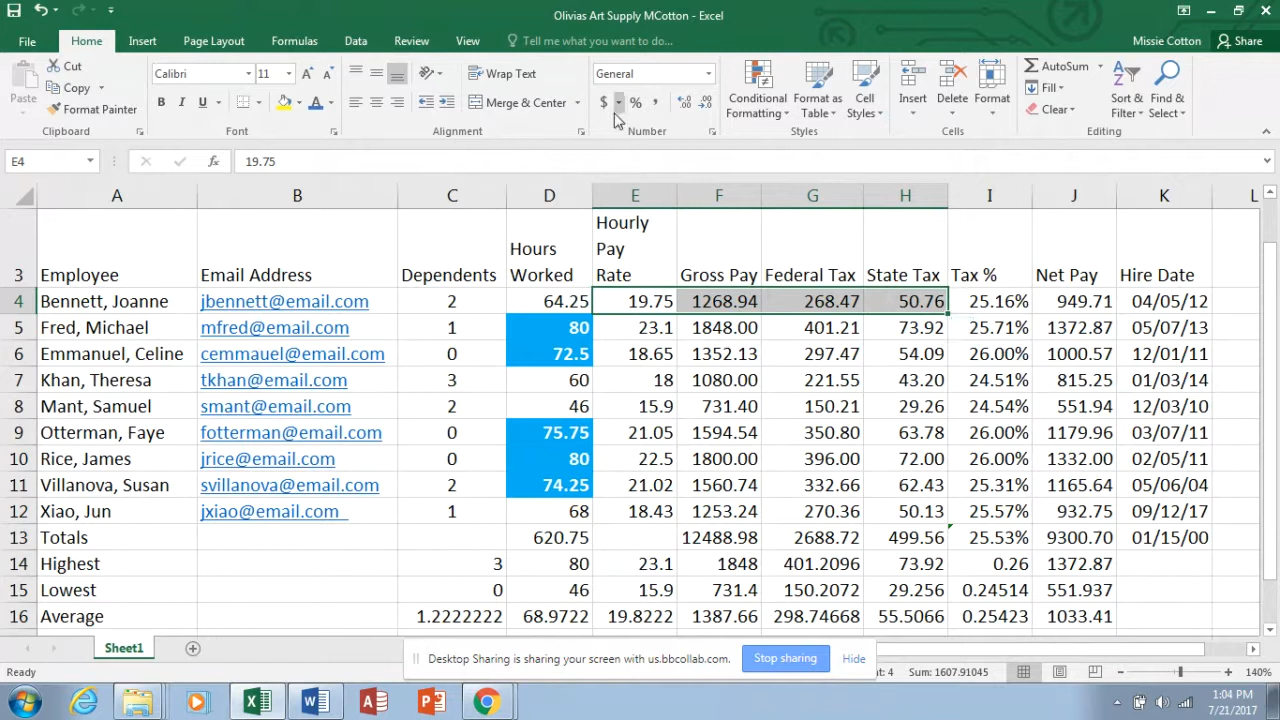 Olivias Art Supply MCotton - Excel
File Home Insert Page Layout Formulas Data Review View Tell me what you want to do... Missie Cotton Share
Paste Cut Copy Format Painter Clipboard
Calibri 11 A A B I U A Font
Wrap Text Merge & Center Alignment
General $ % , Number
Conditional Formatting Format as Table Cell Styles Styles
Insert Delete Format Cells
AutoSum Fill Clear Sort & Filter Find & Select Editing
E4 fx 19.75
A B C D E F G H I J K L
3 Employee Email Address Dependents Hours Worked Hourly Pay Rate Gross Pay Federal Tax State Tax Tax % Net Pay Hire Date
4 Bennett, Joanne jbennett@email.com 2 64.25 19.75 1268.94 268.47 50.76 25.16% 949.71 04/05/12
5 Fred, Michael mfred@email.com 1 80 23.1 1848.00 401.21 73.92 25.71% 1372.87 05/07/13
6 Emmanuel, Celine cemmauel@email.com 0 72.5 18.65 1352.13 297.47 54.09 26.00% 1000.57 12/01/11
7 Khan, Theresa tkhan@email.com 3 60 18 1080.00 221.55 43.20 24.51% 815.25 01/03/14
8 Mant, Samuel smant@email.com 2 46 15.9 731.40 150.21 29.26 24.54% 551.94 12/03/10
9 Otterman, Faye fotterman@email.com 0 75.75 21.05 1594.54 350.80 63.78 26.00% 1179.96 03/07/11
10 Rice, James jrice@email.com 0 80 22.5 1800.00 396.00 72.00 26.00% 1332.00 02/05/11
11 Villanova, Susan svillanova@email.com 2 74.25 21.02 1560.74 332.66 62.43 25.31% 1165.64 05/06/04
12 Xiao, Jun jxiao@email.com 1 68 18.43 1253.24 270.36 50.13 25.57% 932.75 09/12/17
13 Totals 620.75 12488.98 2688.72 499.56 25.53% 9300.70 01/15/00
14 Highest 3 80 23.1 1848 401.2096 73.92 0.26 1372.87
15 Lowest 0 46 15.9 731.4 150.2072 29.256 0.24514 551.937
16 Average 1.2222222 68.9722 19.8222 1387.66 298.74668 55.5066 0.25423 1033.41
Sheet1
Desktop Sharing is sharing your screen with us.bbcollab.com. Stop sharing Hide
Ready t: 4 Sum: 1607.91045 140%
1:04 PM
7/21/2017